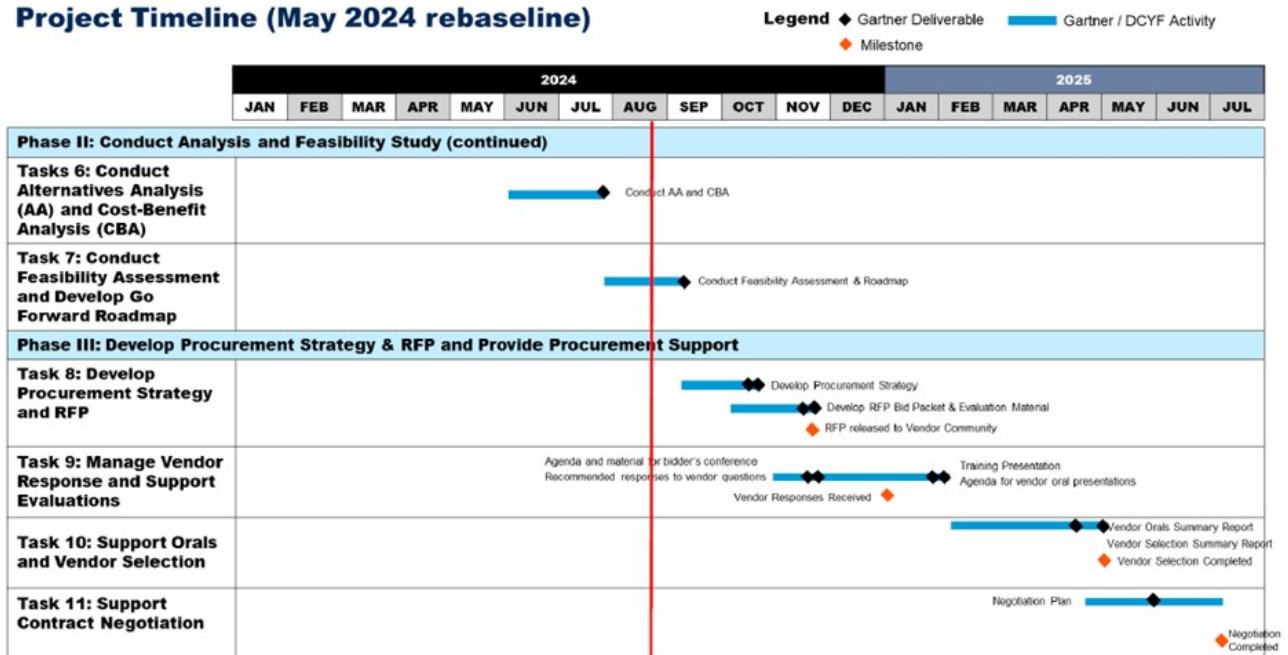 Project Timeline (May 2024 rebaseline)
Legend
Gartner Deliverable
Gartner / DCYF Activity
Milestone
2024
2025
JAN FEB MAR APR MAY JUN JUL AUG SEP OCT NOV DEC JAN FEB MAR APR MAY JUN JUL
Phase II: Conduct Analysis and Feasibility Study (continued)
Tasks 6: Conduct
Alternatives Analysis
(AA) and Cost-Benefit
Analysis (CBA)
Conduct AA and CBA
Task 7: Conduct
Feasibility Assessment
and Develop Go
Forward Roadmap
Conduct Feasibility Assessment & Roadmap
Phase III: Develop Procurement Strategy & RFP and Provide Procurement Support
Task 8: Develop
Procurement Strategy
and RFP
Develop Procurement Strategy
Develop RFP Bid Packet & Evaluation Material
RFP released to Vendor Community
Task 9: Manage Vendor
Response and Support
Evaluations
Agenda and material for bidder's conference
Recommended responses to vendor questions
Training Presentation
Agenda for vendor oral presentations
Vendor Responses Received
Task 10: Support Orals
and Vendor Selection
Vendor Orals Summary Report
Vendor Selection Summary Report
Vendor Selection Completed
Task 11: Support
Contract Negotiation
Negotiation Plan
Negotiation
Completed